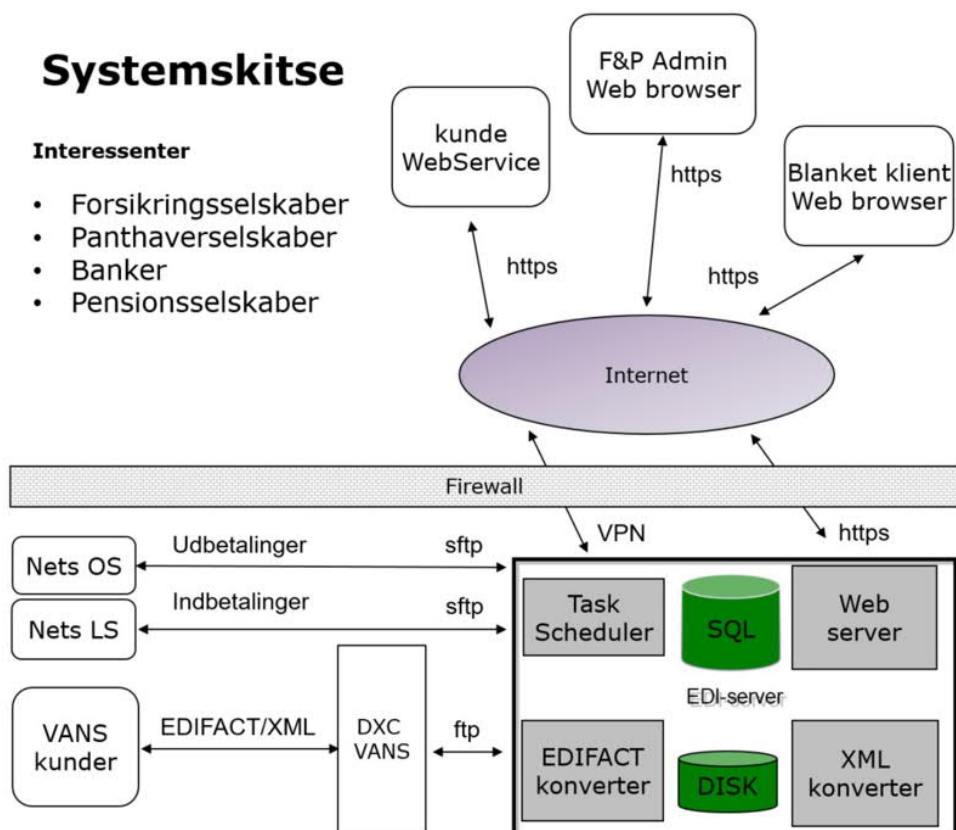 Systemskitse
Interessenter
• Forsikringsselskaber
• Panthaverselskaber
• Banker
• Pensionsselskaber
kunde
WebService
F&P Admin
Web browser
Blanket klient
Web browser
https
https
https
Internet
Firewall
VPN
https
Nets OS
Udbetalinger
sftp
Nets LS
Indbetalinger
sftp
VANS
kunder
EDIFACT/XML
DXC
VANS
ftp
Task
Scheduler
SQL
Web
server
EDI-server
EDIFACT
konverter
DISK
XML
konverter